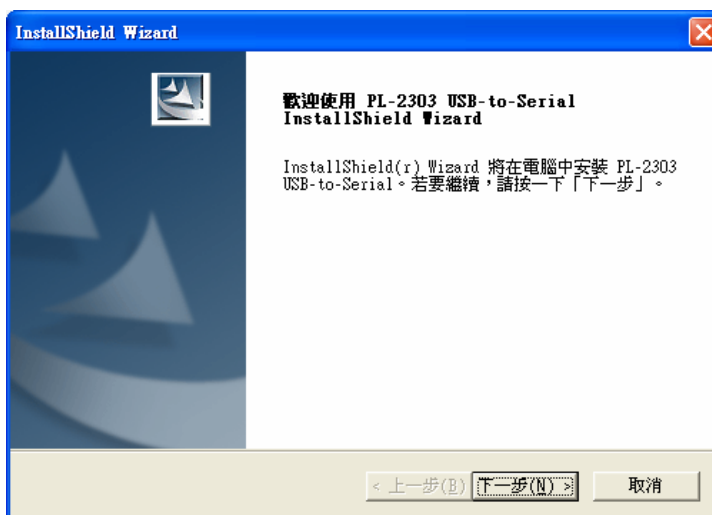 InstallShield Wizard
歡迎使用 PL-2303 USB-to-Serial
InstallShield Wizard
InstallShield(r) Wizard 將在電腦中安裝 PL-2303
USB-to-Serial。若要繼續，請按一下「下一步」。
< 上一步(B) 下一步(N) > 取消